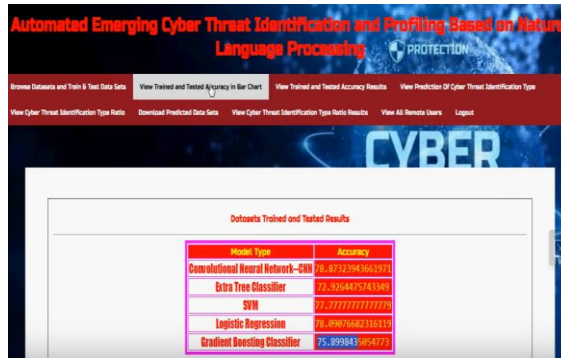 Automated Emerging Cyber Threat Identification and Profiling Based on Natur
Language Processing
PROTECTION
Browse Datasets and Train & Test Data Sets View Trained and Tested Accuracy in Bar Chart View Trained and Tested Accuracy Results View Prediction Of Cyber Threat Identification Type
View Cyber Threat Identification Type Ratio Download Predicted Data Sets View Cyber Threat Identification Type Ratio Results View All Remote Users Logout
CYBER
Datasets Trained and Tested Results
Model Type Accuracy
Convolutional Neural Network--CNN 78.87323943661971
Extra Tree Classifier 72.9264475743349
SVM 77.77777777777779
Logistic Regression 78.09076682316119
Gradient Boosting Classifier 75.8998435054773